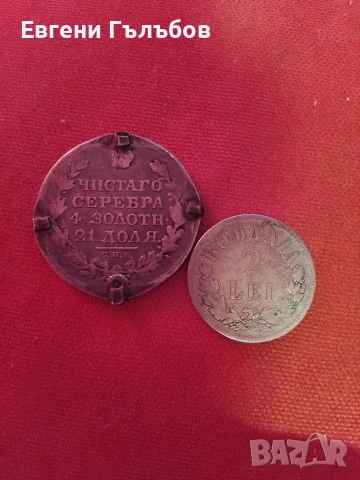 Евгени Гълъбов
ЧИСТАГО
СЕРЕБРА
4. ЗОЛОТН.
21 ДОЛЯ.
С.П.Б.
ROMANIA
2
LEI
BAZAR